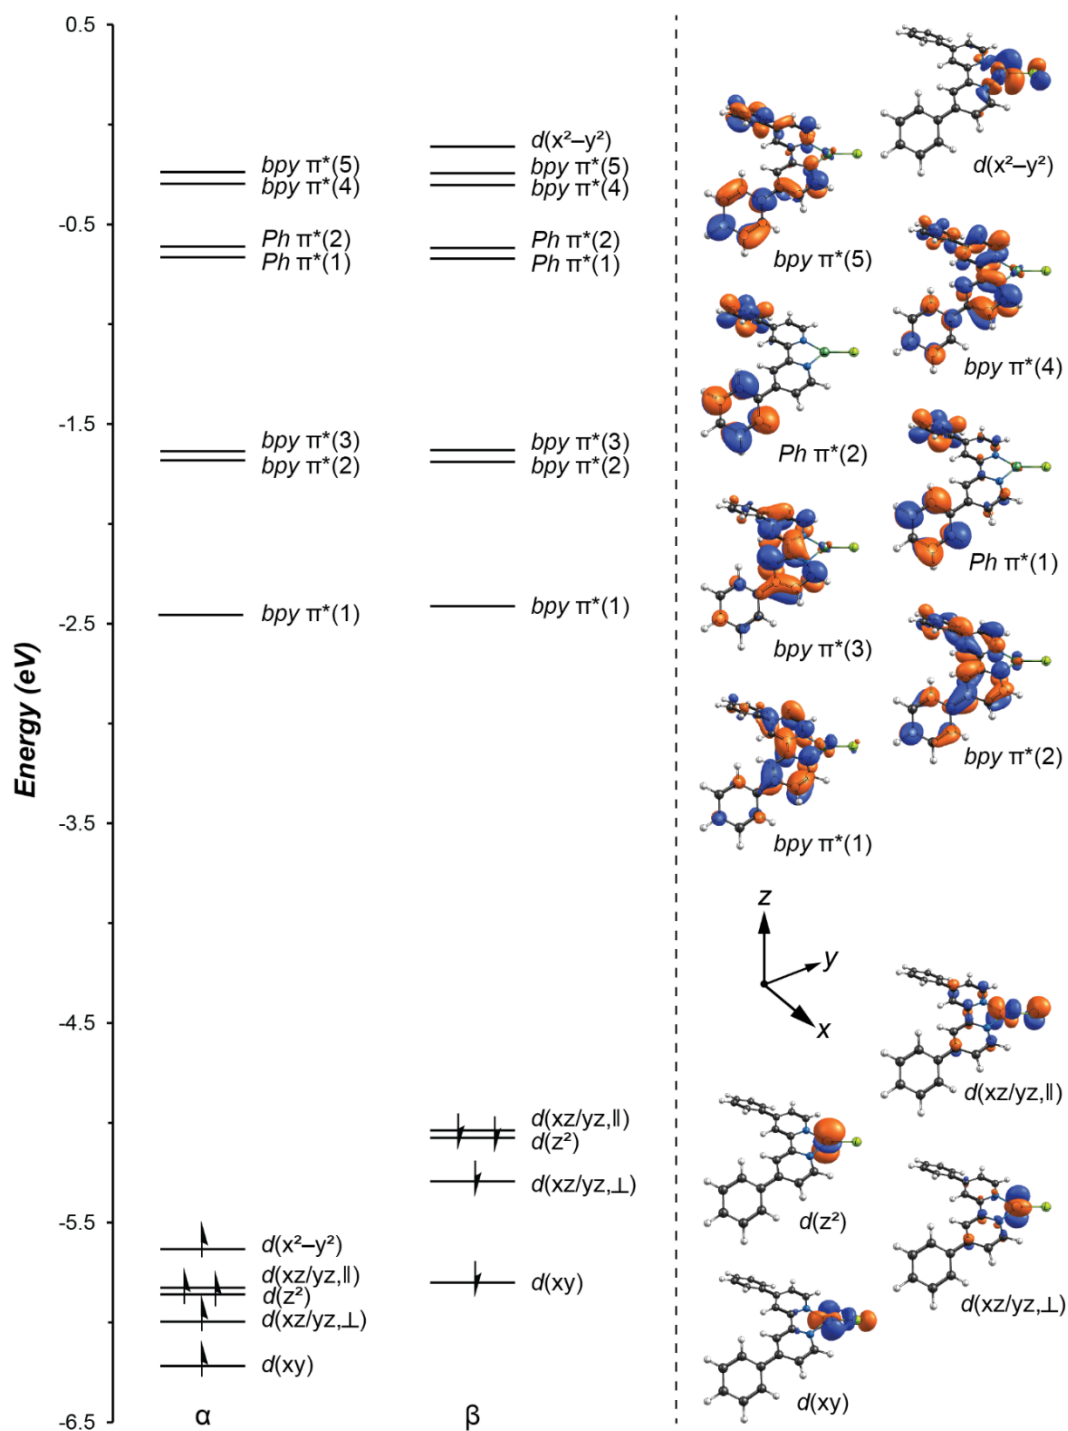 Energy (eV)
0.5
-0.5
-1.5
-2.5
-3.5
-4.5
-5.5
-6.5
bpy π*(5)
bpy π*(4)
Ph π*(2)
Ph π*(1)
bpy π*(3)
bpy π*(2)
bpy π*(1)
d(x²–y²)
d(xz/yz,||)
d(z²)
d(xz/yz,⊥)
d(xy)
α
d(x²–y²)
bpy π*(5)
bpy π*(4)
Ph π*(2)
Ph π*(1)
bpy π*(3)
bpy π*(2)
bpy π*(1)
d(xz/yz,||)
d(z²)
d(xz/yz,⊥)
d(xy)
β
d(x²–y²)
bpy π*(5)
bpy π*(4)
Ph π*(2)
Ph π*(1)
bpy π*(3)
bpy π*(2)
bpy π*(1)
z
y
x
d(xz/yz,||)
d(z²)
d(xz/yz,⊥)
d(xy)